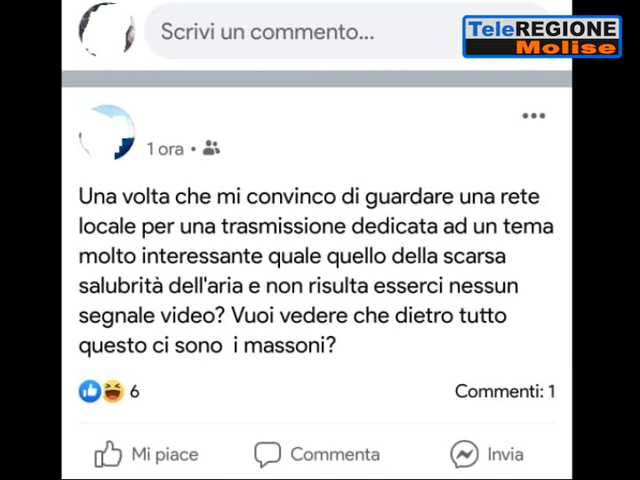 Scrivi un commento...
TeleREGIONE
Molise
1 ora
Una volta che mi convinco di guardare una rete
locale per una trasmissione dedicata ad un tema
molto interessante quale quello della scarsa
salubrità dell'aria e non risulta esserci nessun
segnale video? Vuoi vedere che dietro tutto
questo ci sono i massoni?
6
Commenti: 1
Mi piace
Commenta
Invia